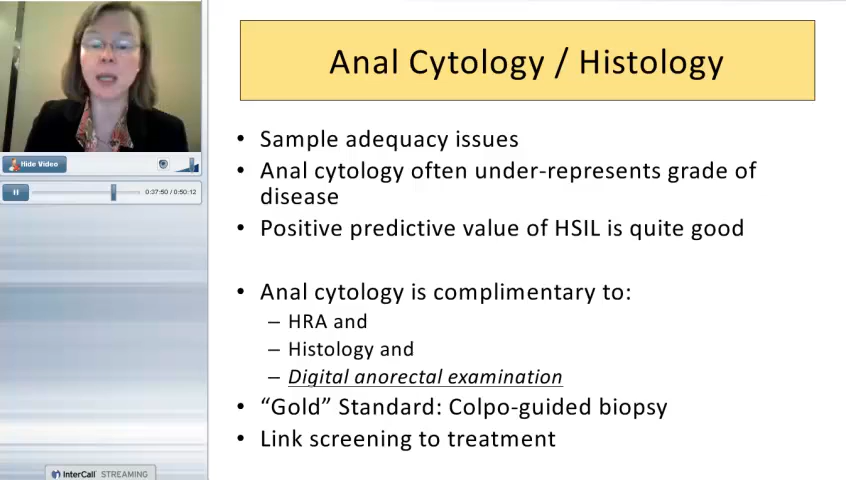 Anal Cytology / Histology
• Sample adequacy issues
• Anal cytology often under-represents grade of
disease
• Positive predictive value of HSIL is quite good
• Anal cytology is complimentary to:
– HRA and
– Histology and
– Digital anorectal examination
• “Gold” Standard: Colpo-guided biopsy
• Link screening to treatment
Hide Video
0:37:50 / 0:50:12
InterCall STREAMING